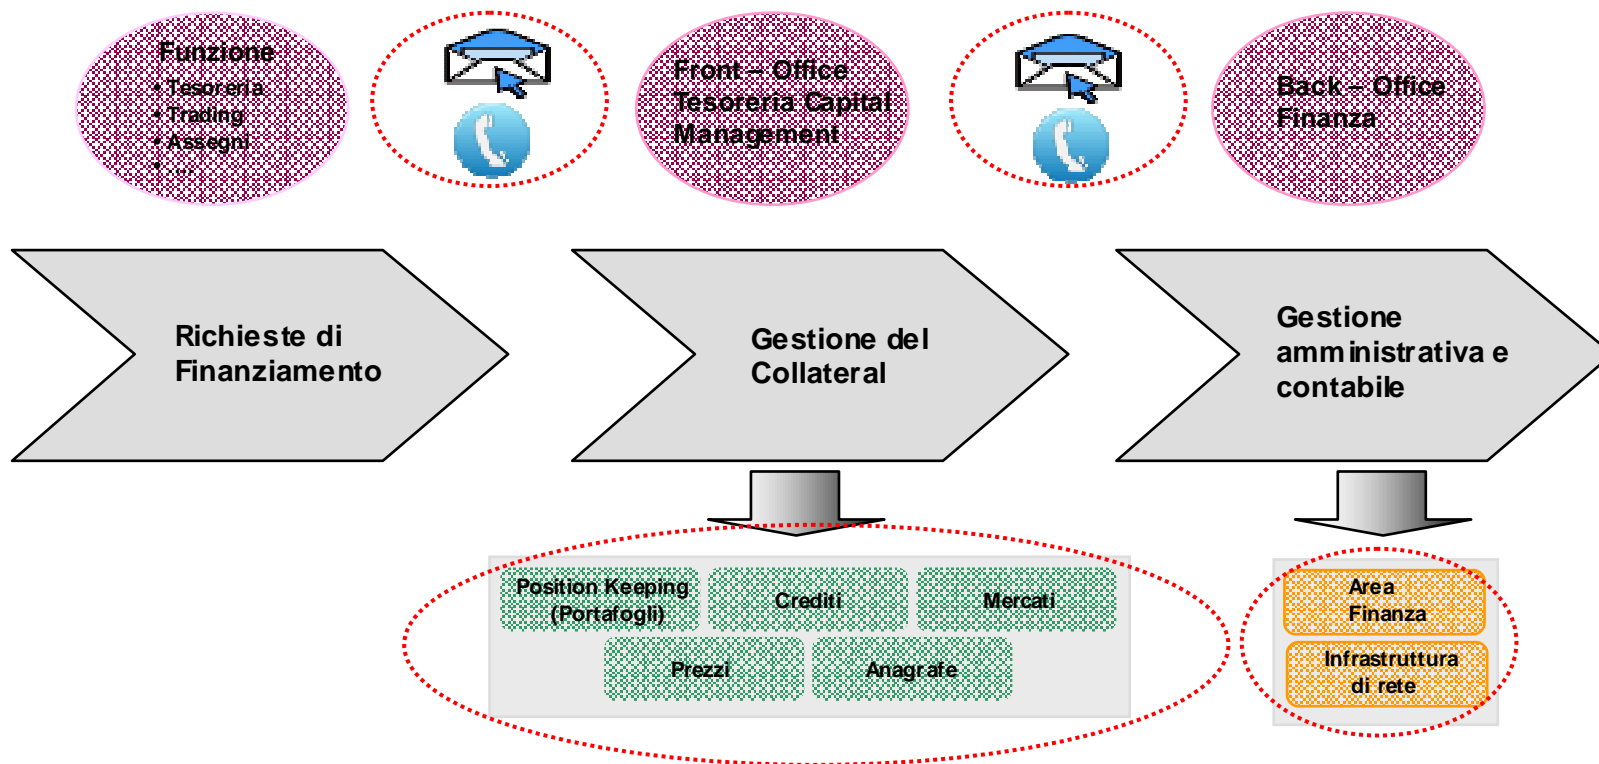 Funzione
• Tesoreria
• Trading
• Assegni
• ....
Front – Office
Tesoreria Capital
Management
Back – Office
Finanza
Richieste di
Finanziamento
Gestione del
Collateral
Gestione
amministrativa e
contabile
Position Keeping
(Portafogli)
Crediti
Mercati
Prezzi
Anagrafe
Area
Finanza
Infrastruttura
di rete